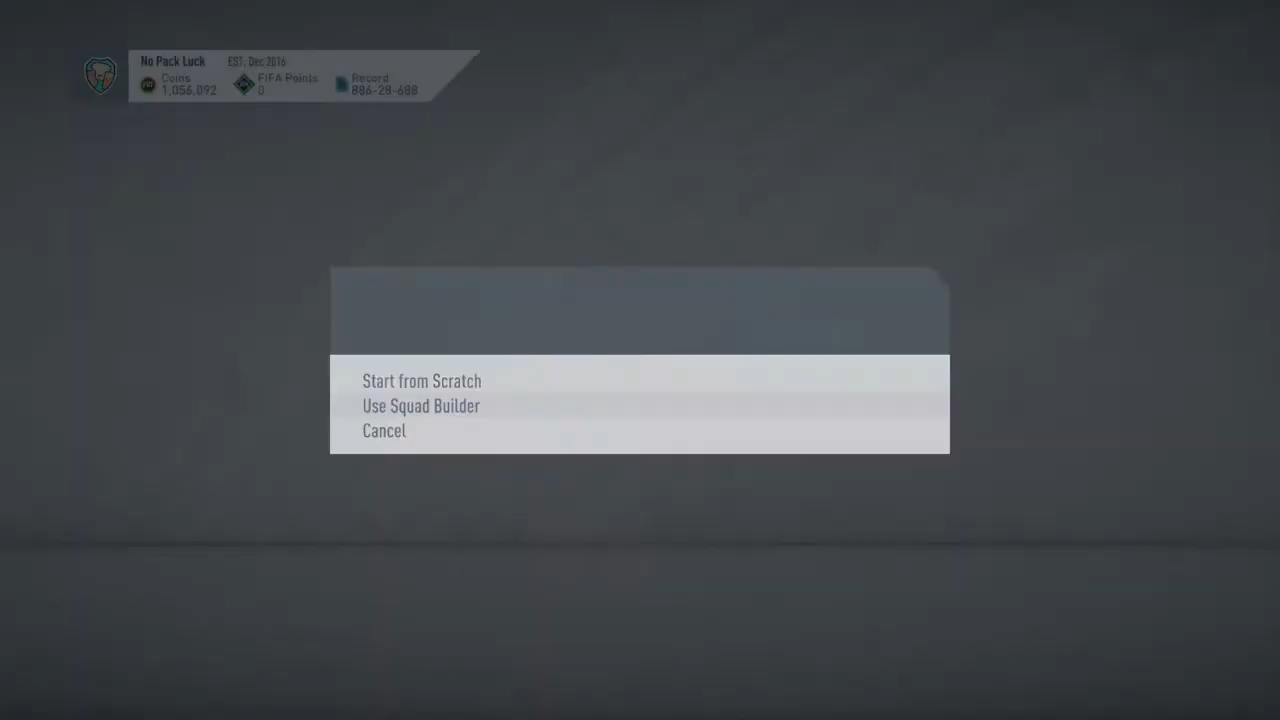 No Pack Luck EST. Dec 2016
Coins FIFA Points Record
1,056,092 0 886-28-688
Start from Scratch
Use Squad Builder
Cancel